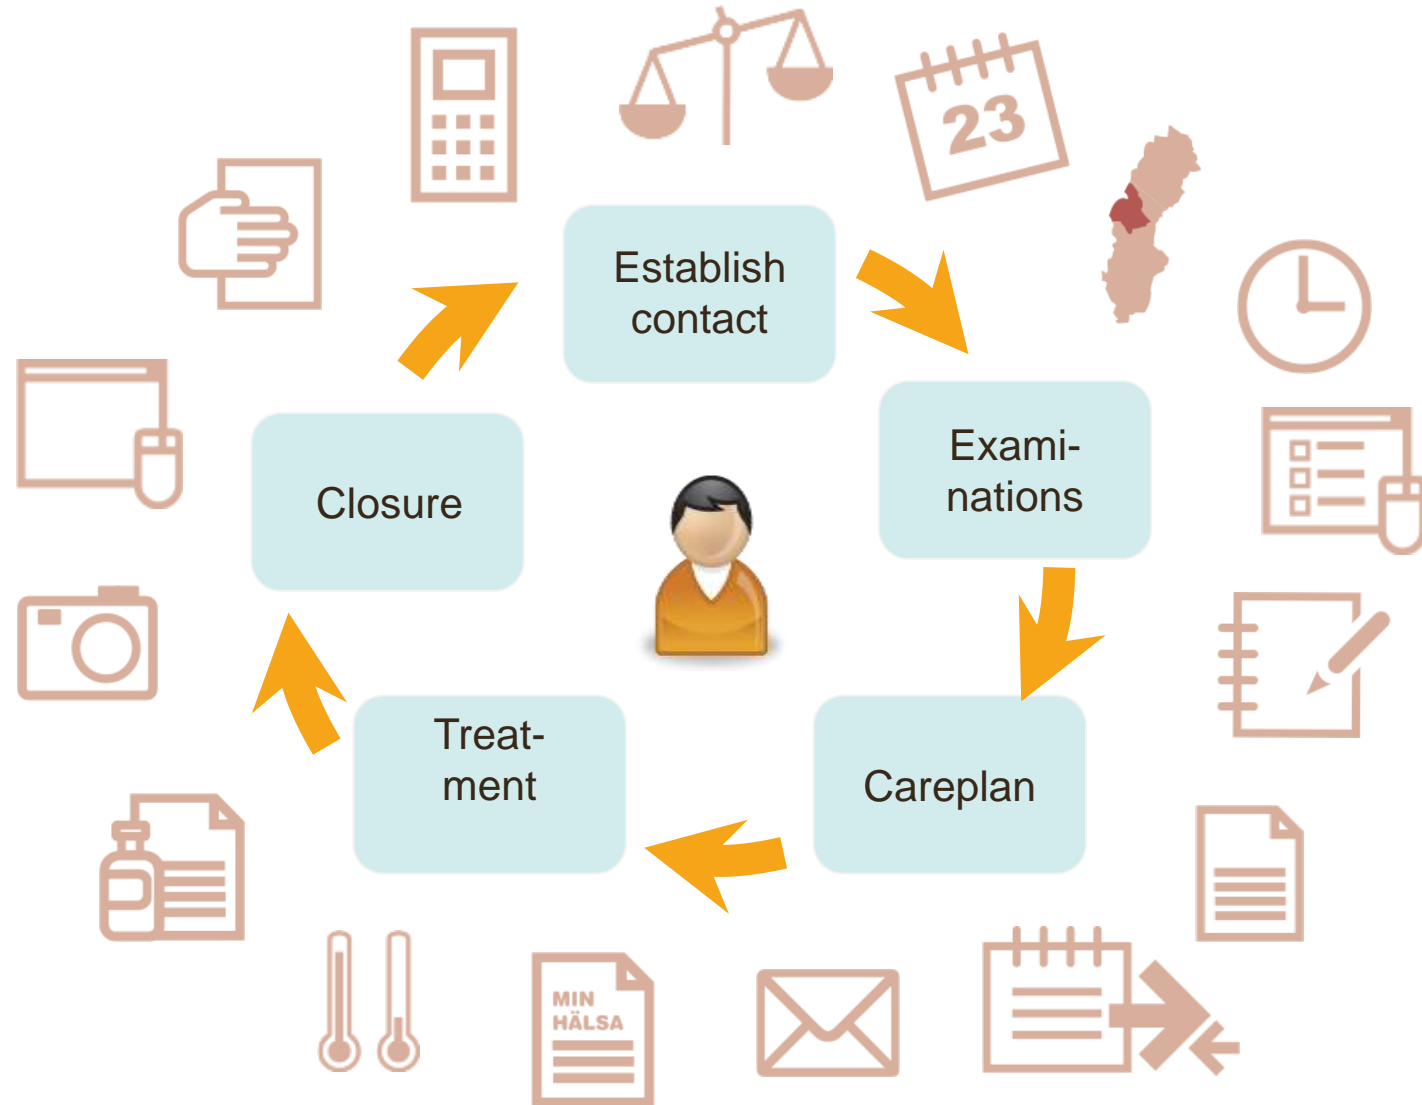 23
Establish
contact
Exami-
nations
Closure
Treat-
ment
Careplan
MIN
HÄLSA